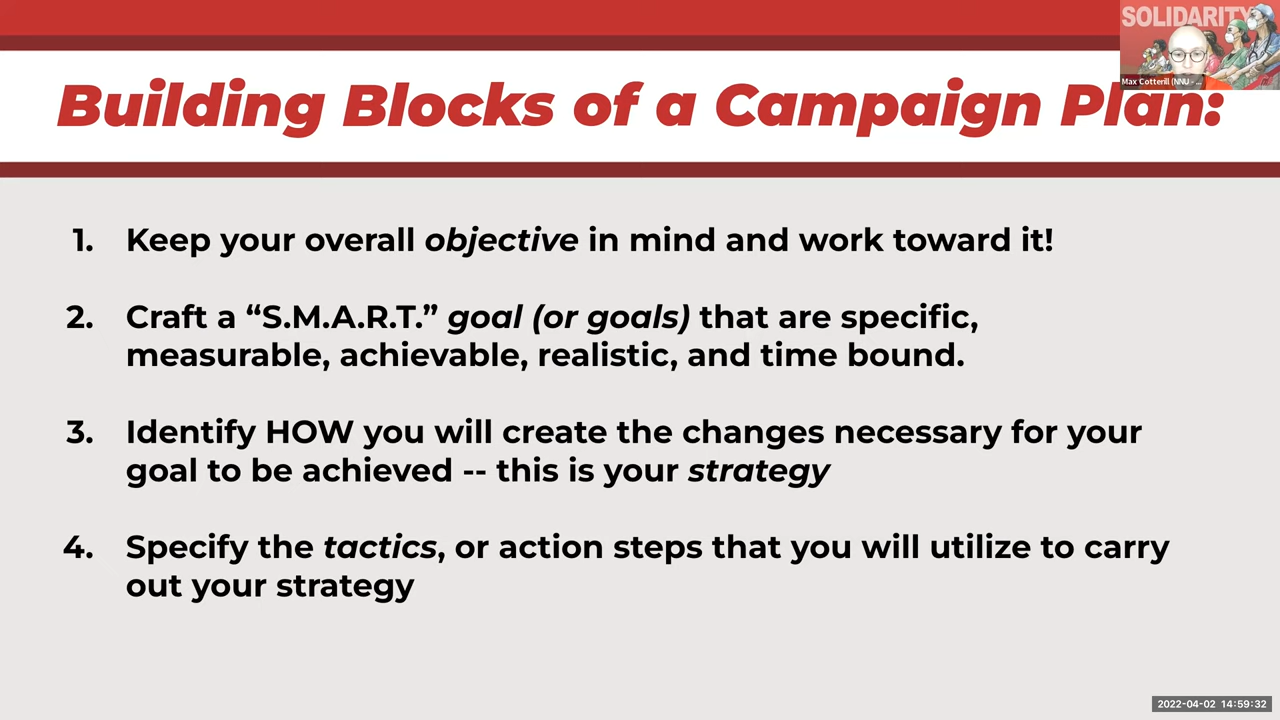 SOLIDARITY
Max Cotterill (NNU - ...
Building Blocks of a Campaign Plan:
1. Keep your overall objective in mind and work toward it!
2. Craft a “S.M.A.R.T.” goal (or goals) that are specific,
measurable, achievable, realistic, and time bound.
3. Identify HOW you will create the changes necessary for your
goal to be achieved -- this is your strategy
4. Specify the tactics, or action steps that you will utilize to carry
out your strategy
2022-04-02 14:59:32